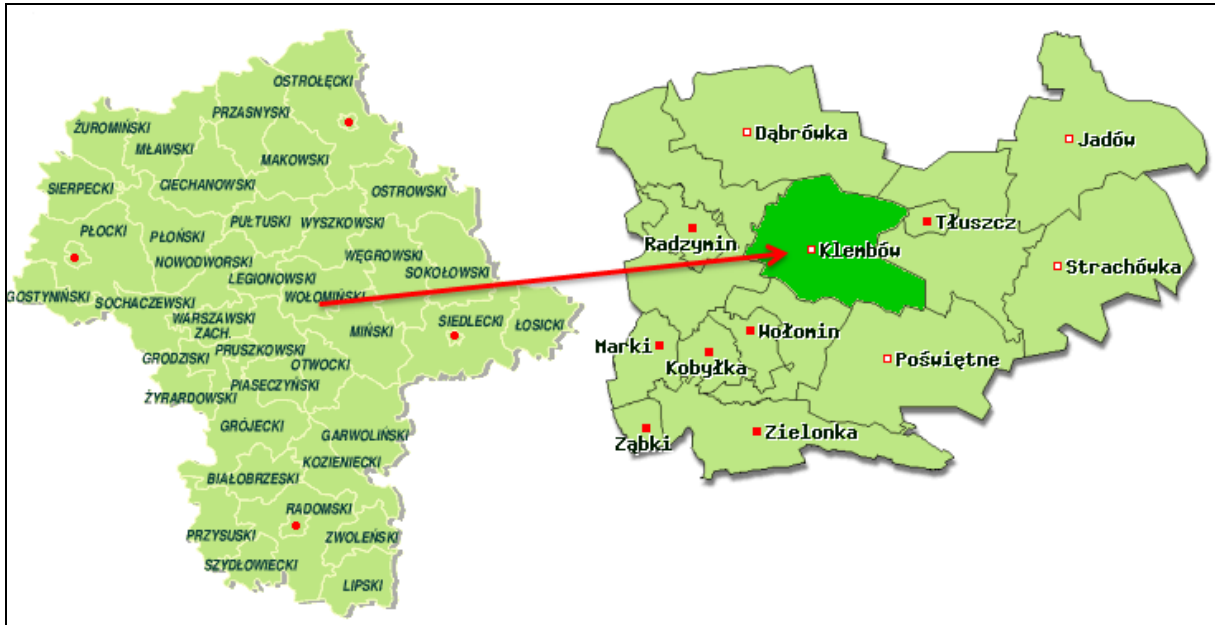 OSTROŁĘCKI
PRZASNYSKI
ŻUROMIŃSKI
MŁAWSKI
MAKOWSKI
CIECHANOWSKI
SIERPECKI
OSTROWSKI
PUŁTUSKI
WYSZKOWSKI
PŁOCKI
PŁOŃSKI
WĘGROWSKI
NOWODWORSKI
SOKOŁOWSKI
LEGIONOWSKI
GOSTYNIŃSKI
SOCHACZEWSKI
WOŁOMIŃSKI
WARSZAWSKI
ZACH.
MIŃSKI
SIEDLECKI
ŁOSICKI
GRODZISKI
PRUSZKOWSKI
OTWOCKI
PIASECZYŃSKI
ŻYRARDOWSKI
GRÓJECKI
GARWOLIŃSKI
KOZIENICKI
BIAŁOBRZESKI
RADOMSKI
PRZYSUSKI
ZWOLEŃSKI
SZYDŁOWIECKI
LIPSKI
Dąbrówka
Jadów
Tłuszcz
Radzymin
Klembów
Strachówka
Wołomin
Marki
Kobyłka
Poświętne
Ząbki
Zielonka